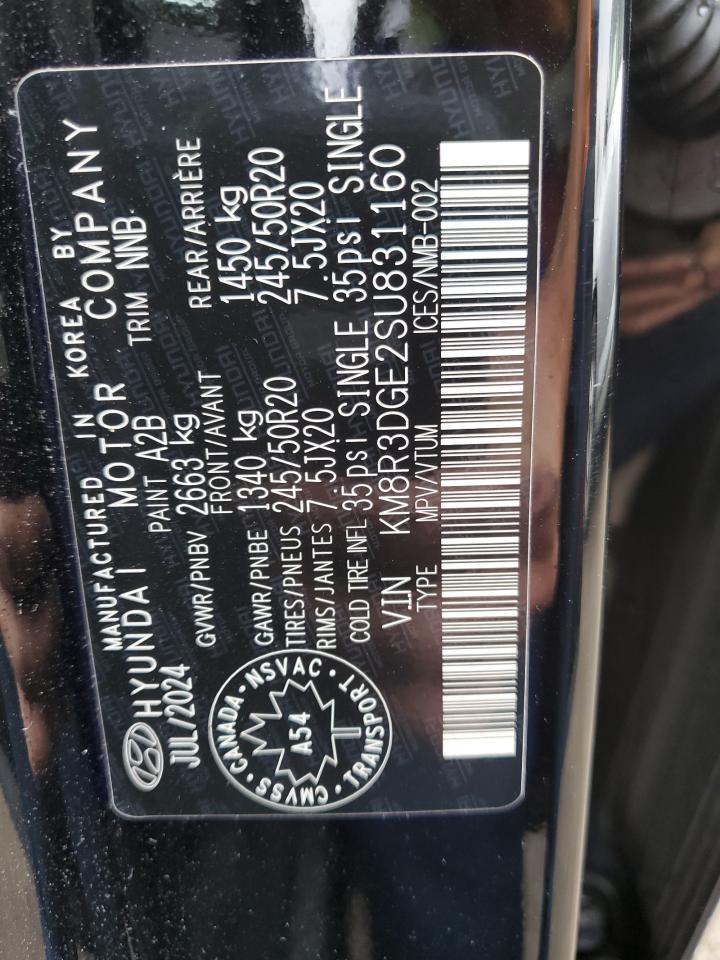 MANUFACTURED IN KOREA BY
HYUNDAI MOTOR COMPANY
JUL/2024 PAINT A2B TRIM NNB
GVWR/PNBV 2663 kg
FRONT/AVANT REAR/ARRIÈRE
GAWR/PNBE 1340 kg 1450 kg
TIRES/PNEUS 245/50R20 245/50R20
RIMS/JANTES 7.5JX20 7.5JX20
COLD TIRE INFL 35psi SINGLE 35psi SINGLE
VIN KM8R3DGE2SU831160
TYPE MPV/VTUM ICES/NMB-002
CANADA · NSVAC · TRANSPORT · CMVSS ·
A54